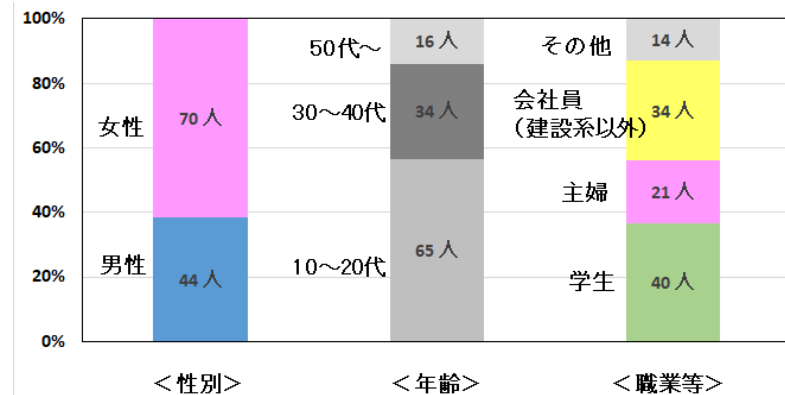 100%
80%
60%
40%
20%
0%
女性
70 人
男性
44 人
＜性別＞
50代～
16 人
30～40代
34 人
10～20代
65 人
＜年齢＞
その他
14 人
会社員
（建設系以外）
34 人
主婦
21 人
学生
40 人
＜職業等＞